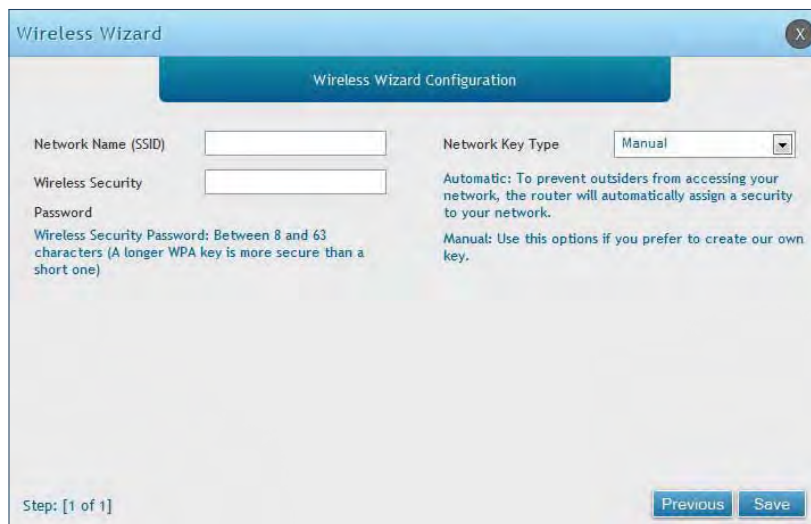 Wireless Wizard
X
Wireless Wizard Configuration
Network Name (SSID)
Wireless Security
Password
Wireless Security Password: Between 8 and 63
characters (A longer WPA key is more secure than a
short one)
Network Key Type
Manual
Automatic: To prevent outsiders from accessing your
network, the router will automatically assign a security
to your network.
Manual: Use this options if you prefer to create our own
key.
Step: [1 of 1]
Previous
Save